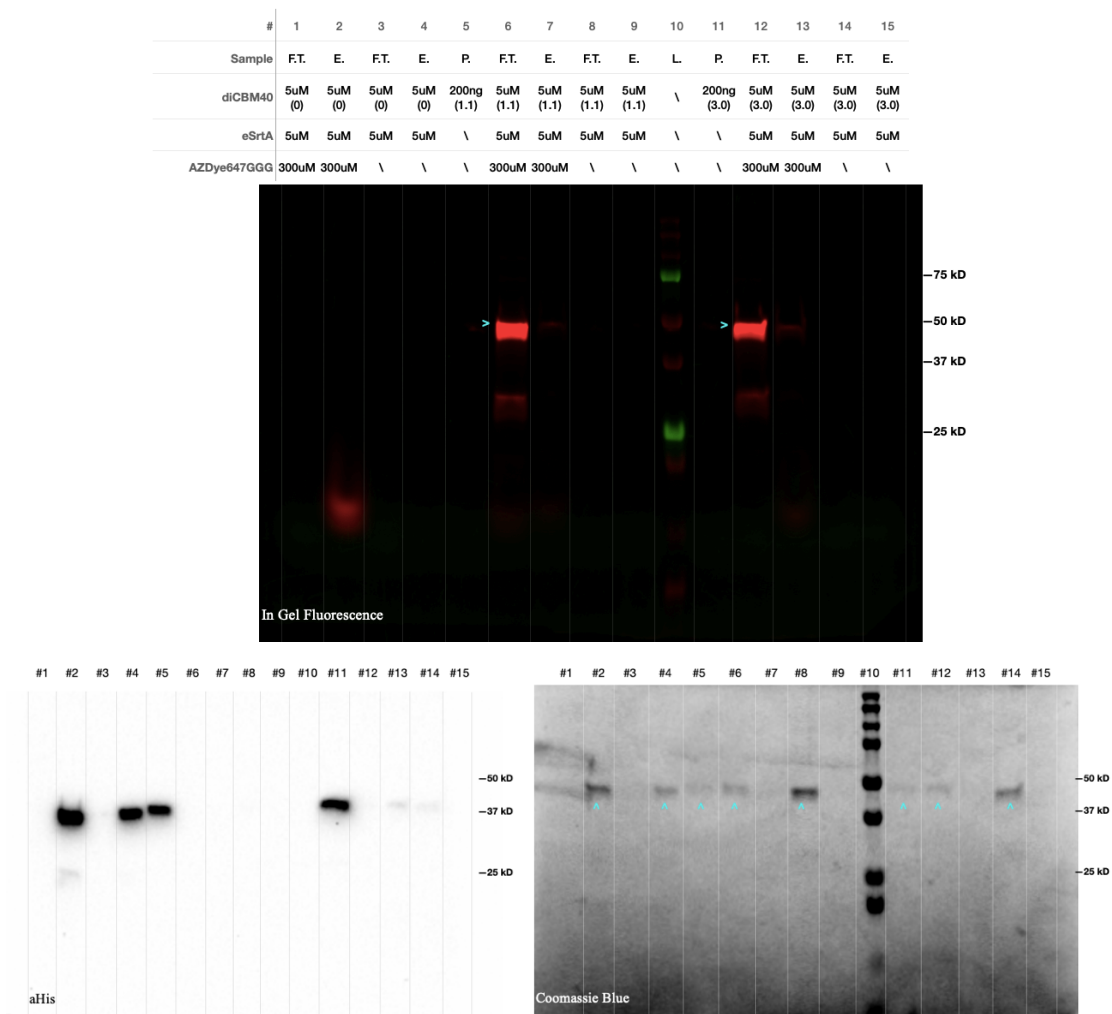 # 1 2 3 4 5 6 7 8 9 10 11 12 13 14 15
Sample F.T. E. F.T. E. P. F.T. E. F.T. E. L. P. F.T. E. F.T. E.
diCBM40 5uM (0) 5uM (0) 5uM (0) 5uM (0) 200ng (1.1) 5uM (1.1) 5uM (1.1) 5uM (1.1) 5uM (1.1) \ 200ng (3.0) 5uM (3.0) 5uM (3.0) 5uM (3.0) 5uM (3.0)
eSrtA 5uM 5uM 5uM 5uM \ 5uM 5uM 5uM 5uM \ \ 5uM 5uM 5uM 5uM
AZDye647GGG 300uM 300uM \ \ \ 300uM 300uM \ \ \ \ 300uM 300uM \ \
–75 kD
> > –50 kD
–37 kD
–25 kD
In Gel Fluorescence
#1 #2 #3 #4 #5 #6 #7 #8 #9 #10 #11 #12 #13 #14 #15
–50 kD
–37 kD
–25 kD
aHis
#1 #2 #3 #4 #5 #6 #7 #8 #9 #10 #11 #12 #13 #14 #15
–50 kD
^ ^ ^ ^ ^ ^ ^ ^ –37 kD
–25 kD
Coomassie Blue